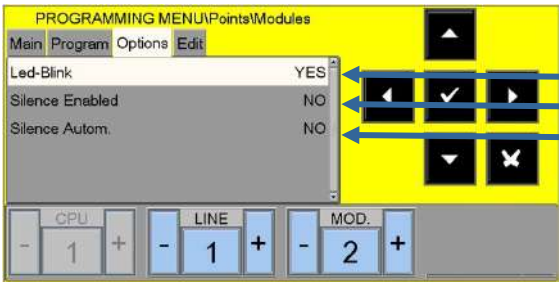 PROGRAMMING MENU\Points\Modules
Main Program Options Edit
Led-Blink YES
Silence Enabled NO
Silence Autom. NO
CPU LINE MOD.
- 1 + - 1 + - 2 +